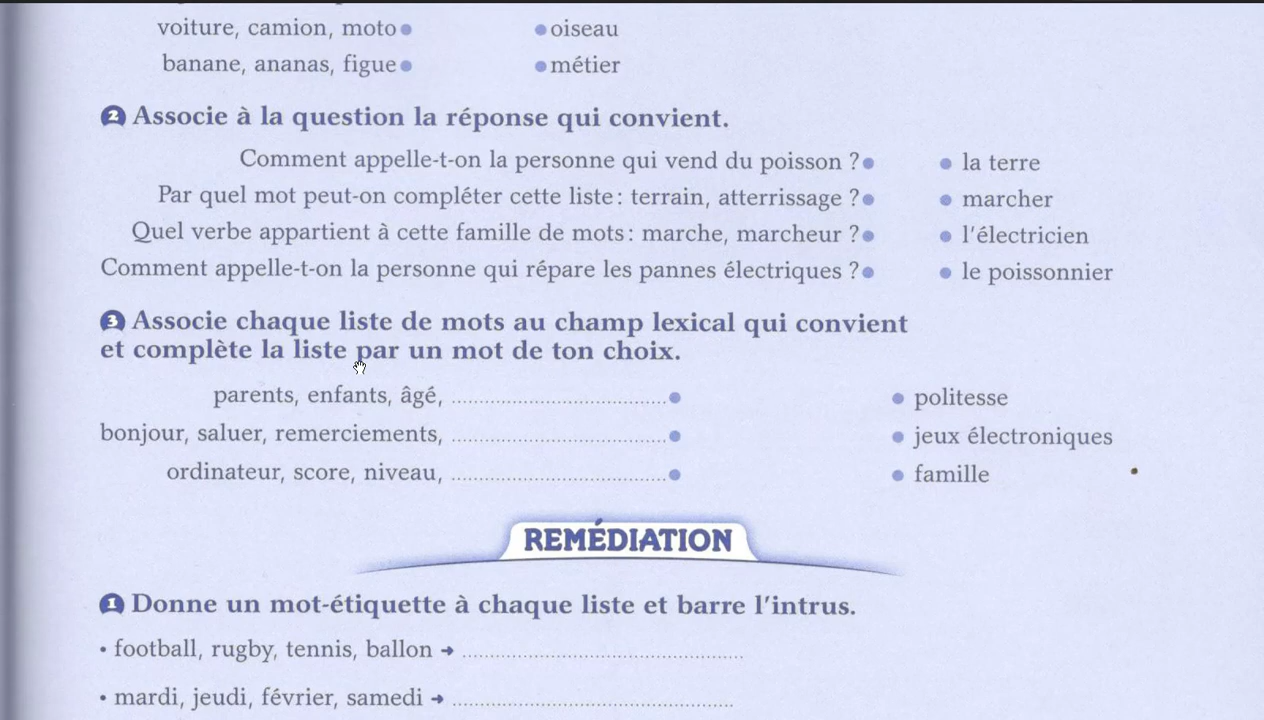 voiture, camion, moto
oiseau
banane, ananas, figue
métier
2 Associe à la question la réponse qui convient.
Comment appelle-t-on la personne qui vend du poisson ?
la terre
Par quel mot peut-on compléter cette liste : terrain, atterrissage ?
marcher
Quel verbe appartient à cette famille de mots : marche, marcheur ?
l'électricien
Comment appelle-t-on la personne qui répare les pannes électriques ?
le poissonnier
3 Associe chaque liste de mots au champ lexical qui convient
et complète la liste par un mot de ton choix.
parents, enfants, âgé, ....................................
politesse
bonjour, saluer, remerciements, ....................................
jeux électroniques
ordinateur, score, niveau, ....................................
famille
REMÉDIATION
1 Donne un mot-étiquette à chaque liste et barre l'intrus.
• football, rugby, tennis, ballon ➜ ...............................................
• mardi, jeudi, février, samedi ➜ ...............................................